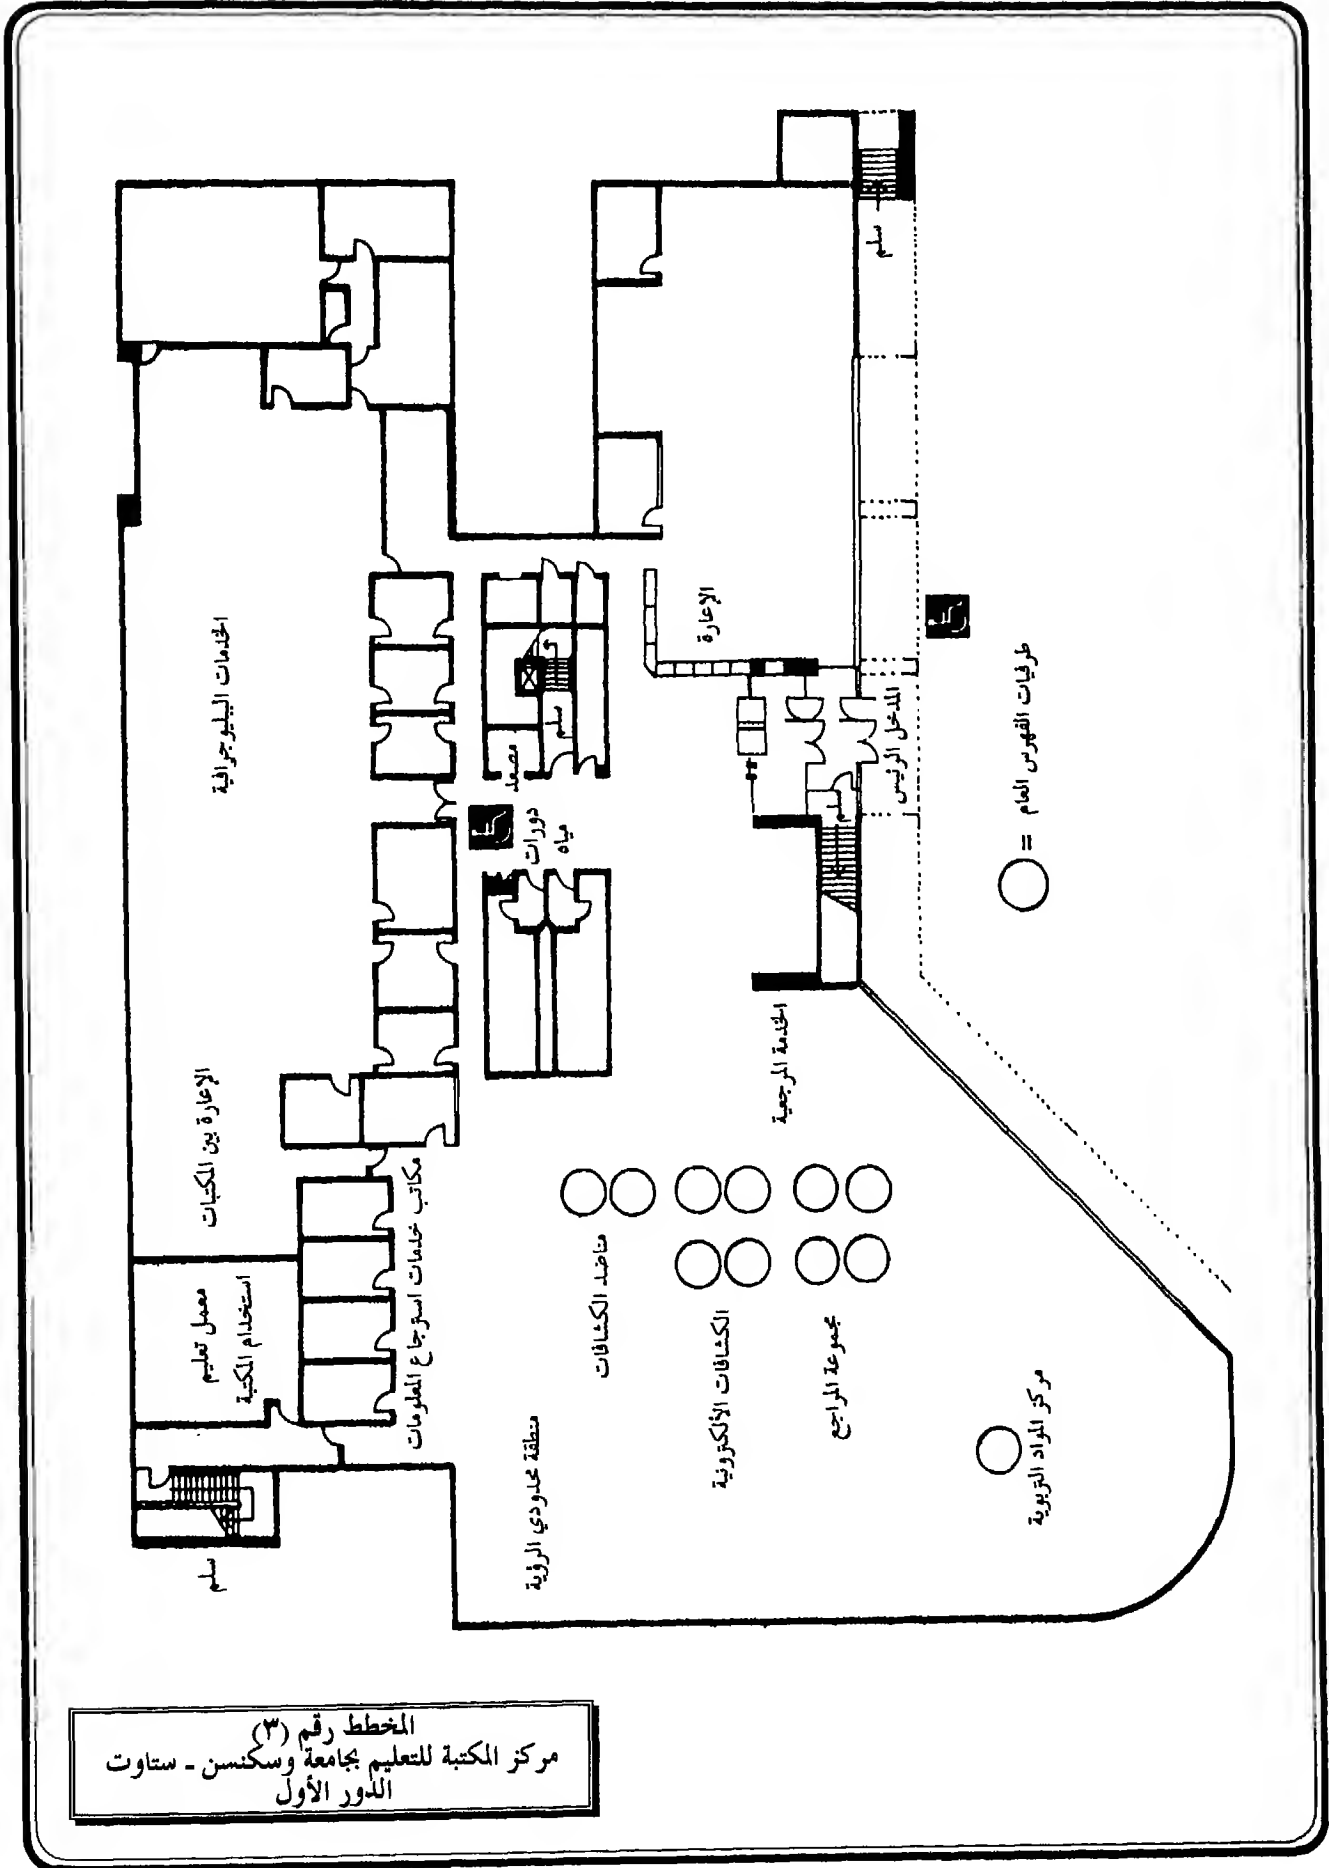 سلم
الخدمات الببليوجرافية
الإعارة
المدخل الرئيس
سلم
مصعد
سلم
دورات
مياه
طرفيات الفهرس العام =
الخدمة المرجعية
الإعارة بين المكتبات
معمل تعليم
استخدام المكتبة
مكاتب خدمات استرجاع المعلومات
مناضد الكشافات
الكشافات الألكترونية
مجموعة المراجع
منطقة محدودي الرؤية
مركز المواد التربوية
سلم
المخطط رقم (٣)
مركز المكتبة للتعليم بجامعة وسكنسن ـ ستاوت
الدور الأول